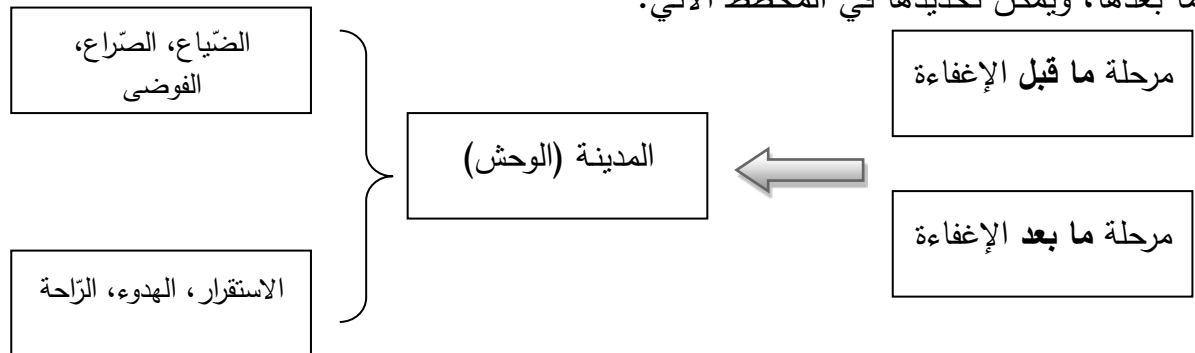 ما بعدها، ويمكن تحديدها في المخطط الآتي:
مرحلة ما قبل الإغفاءة
مرحلة ما بعد الإغفاءة
المدينة (الوحش)
الضّياع، الصّراع،
الفوضى
الاستقرار، الهدوء، الرّاحة